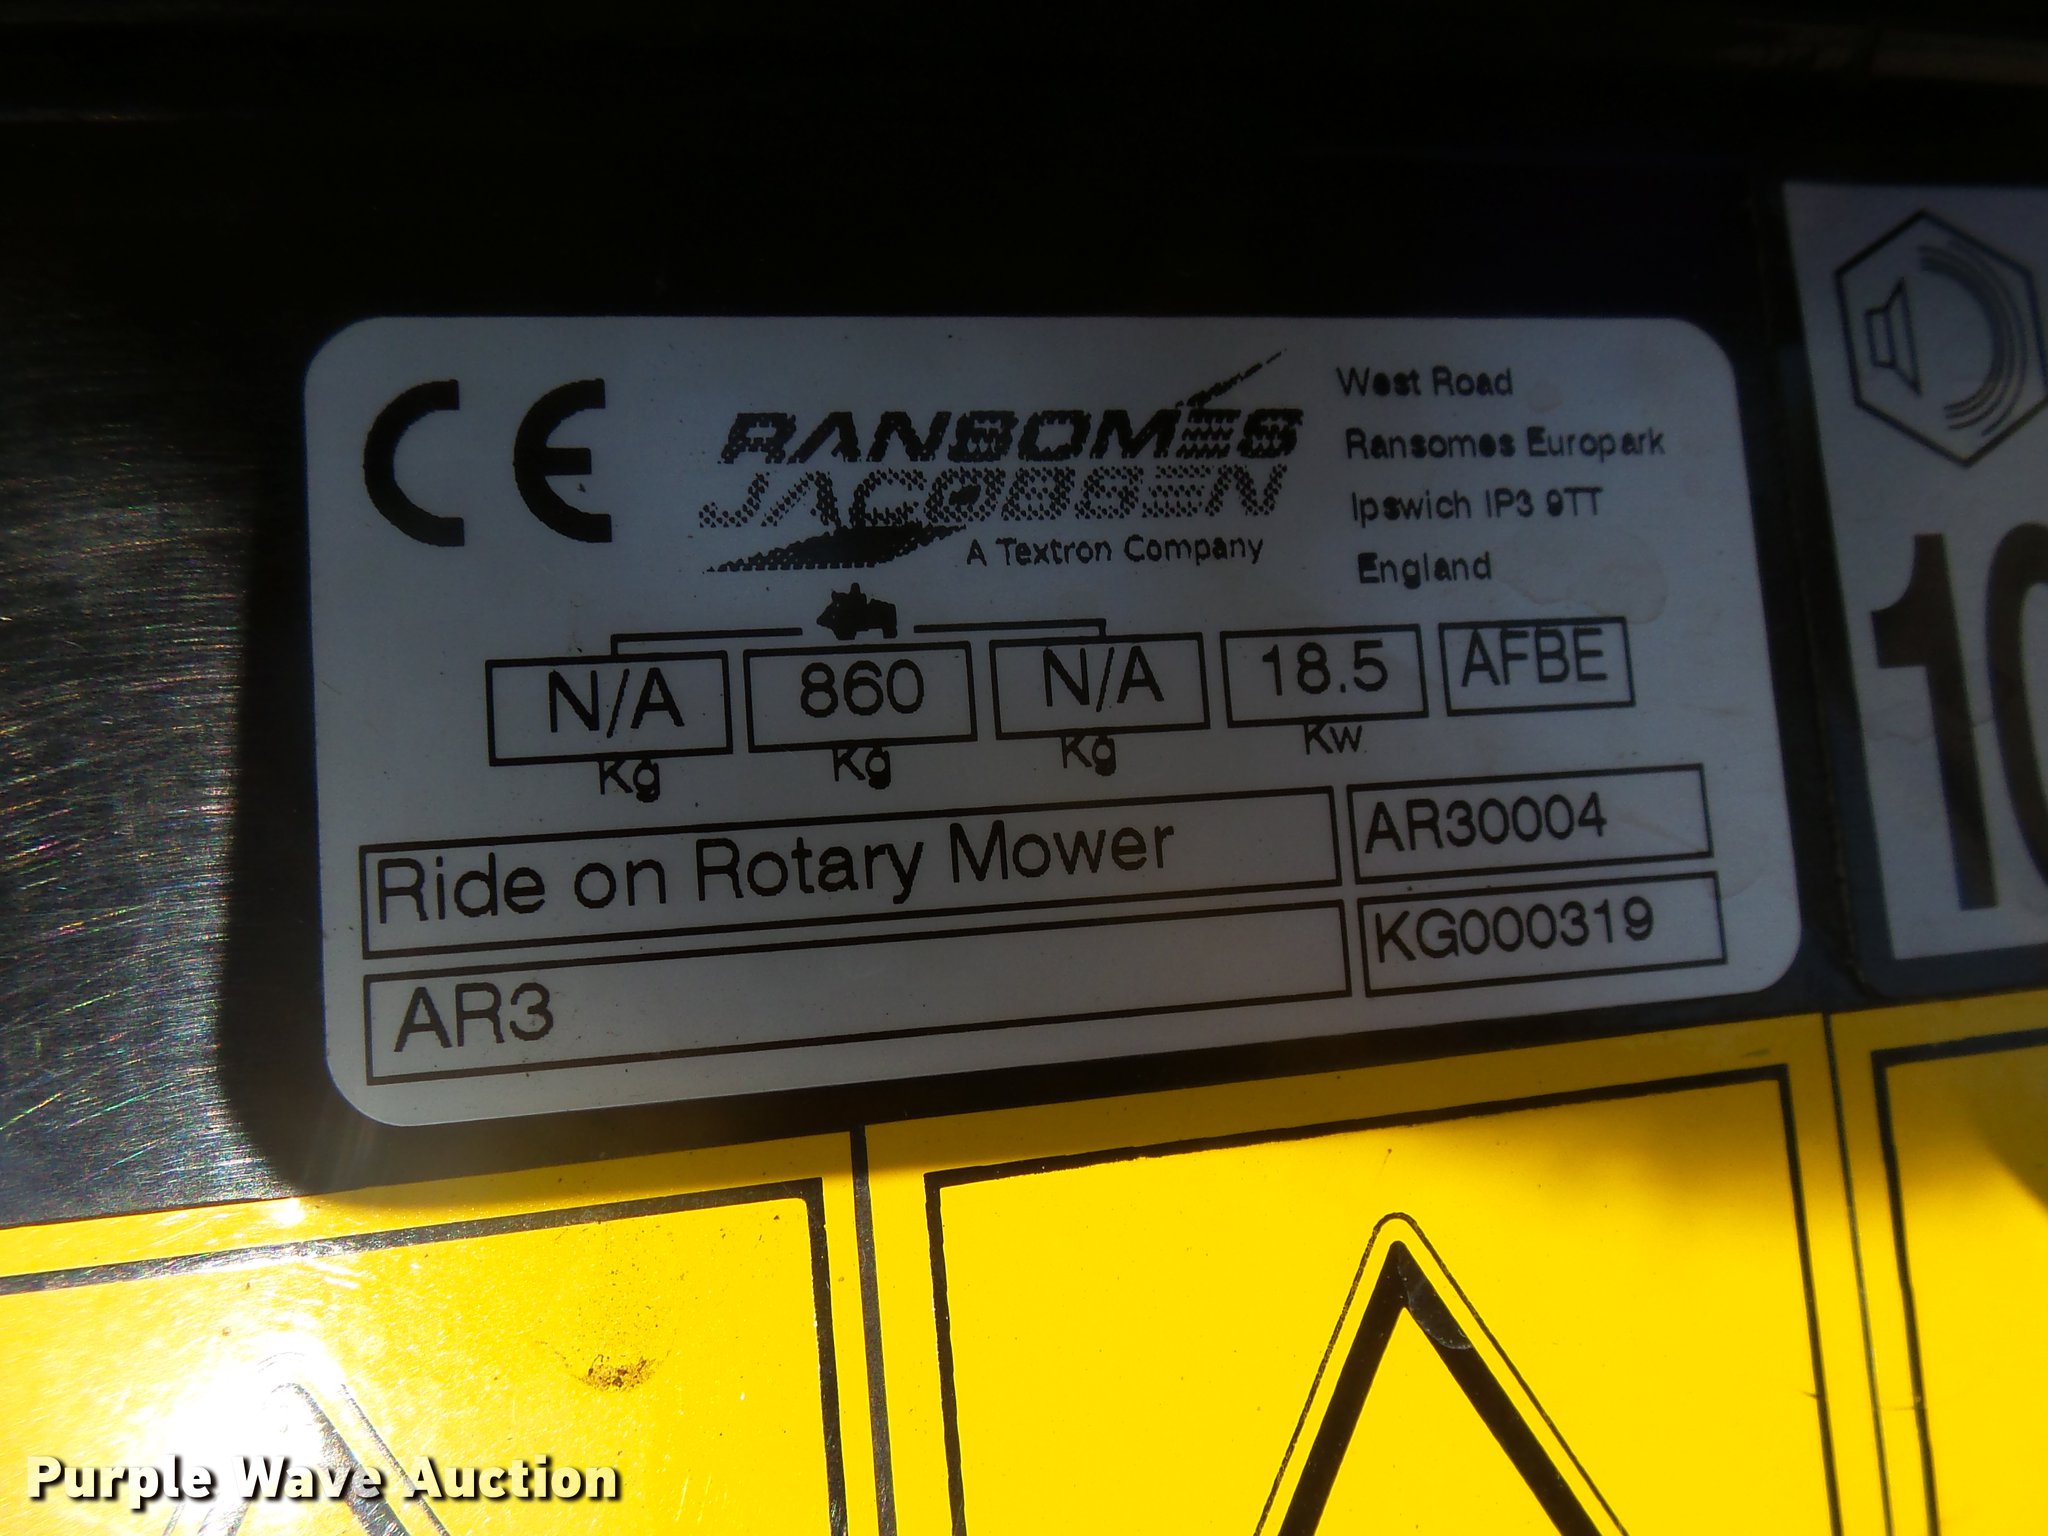 CE
RANSOMES
JACOBSEN
A Textron Company
West Road
Ransomes Europark
Ipswich IP3 9TT
England
N/A 860 N/A 18.5 AFBE
Kg Kg Kg Kw
Ride on Rotary Mower AR30004
AR3 KG000319
Purple Wave Auction